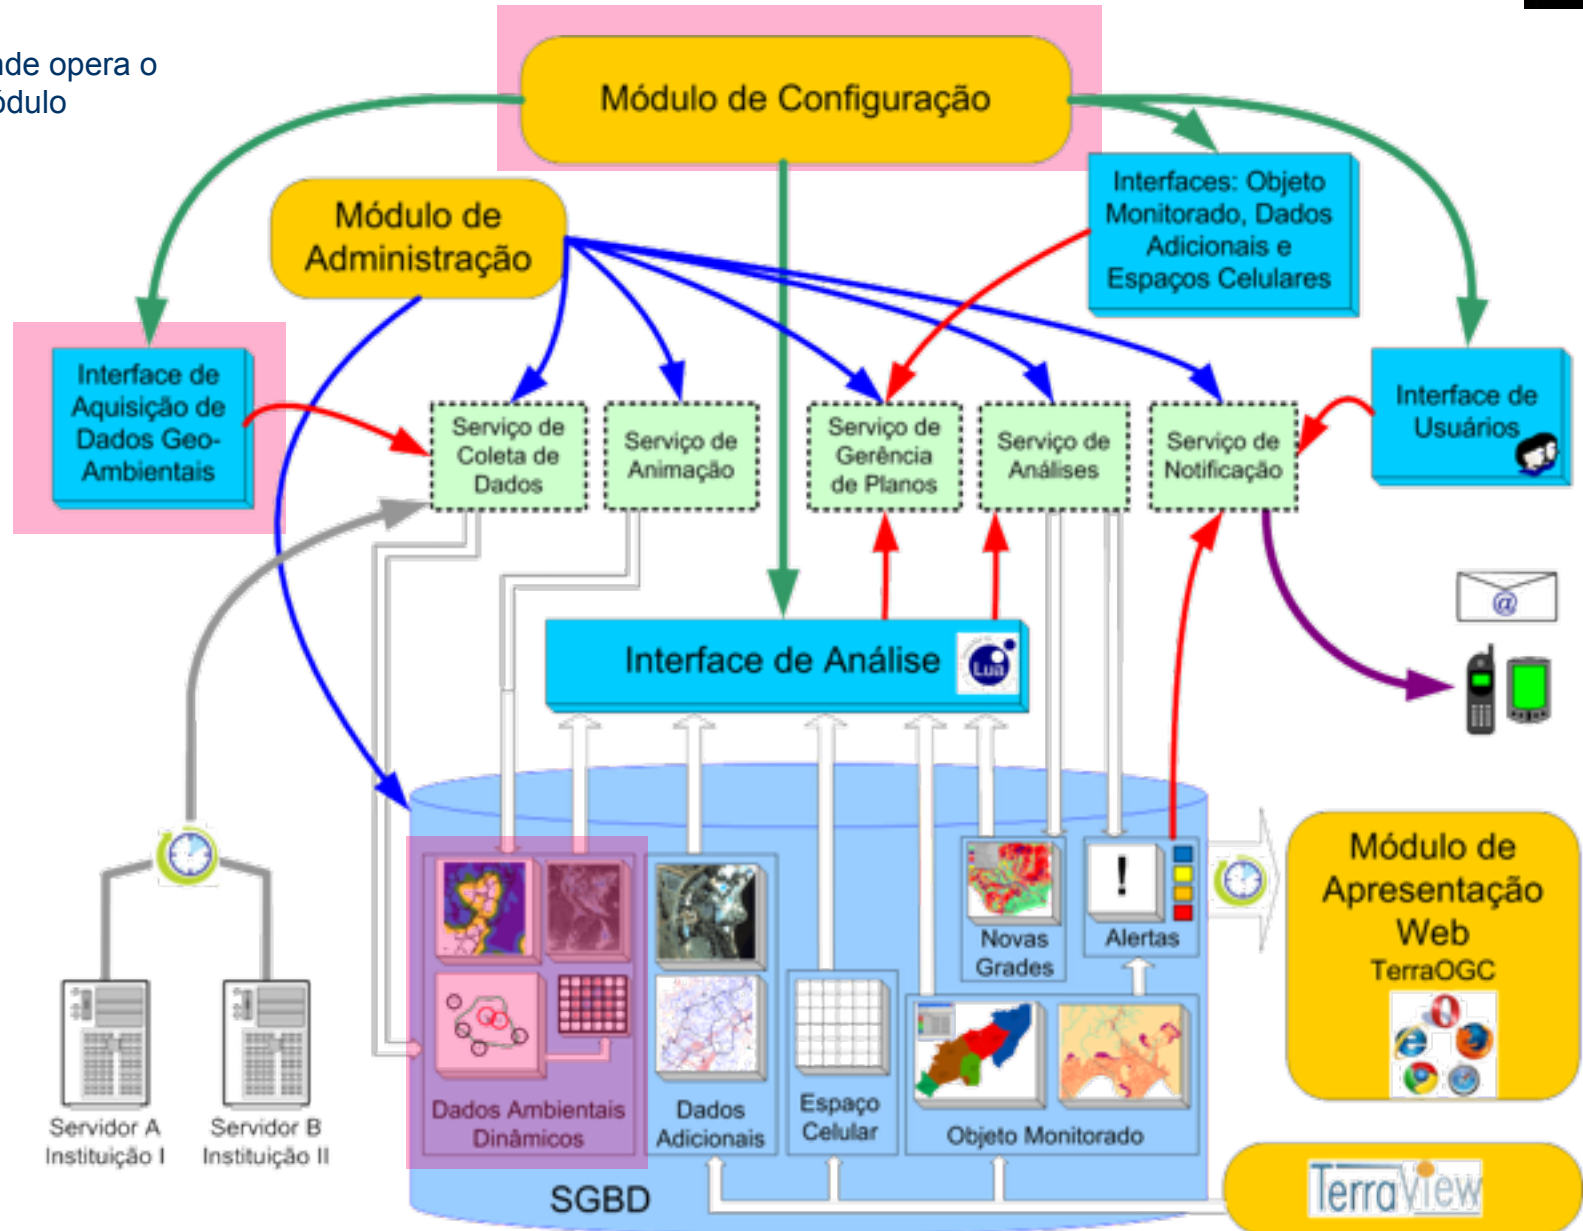 opera o
Módulo de Configuração
Interfaces: Objeto
Monitorado, Dados
Adicionais e
Espaços Celulares
Módulo de
Administração
Interface de
Aquisição de
Dados Geo-
Ambientais
Serviço de
Coleta de
Dados
Serviço de
Animação
Serviço de
Gerência
de Planos
Serviço de
Análises
Serviço de
Notificação
Interface de
Usuários
@
Interface de Análise
Lua
Módulo de
Apresentação
Web
TerraOGC
!
Novas
Grades
Alertas
Dados Ambientais
Dinâmicos
Dados
Adicionais
Espaço
Celular
Objeto Monitorado
Servidor A
Instituição I
Servidor B
Instituição II
SGBD
TerraView